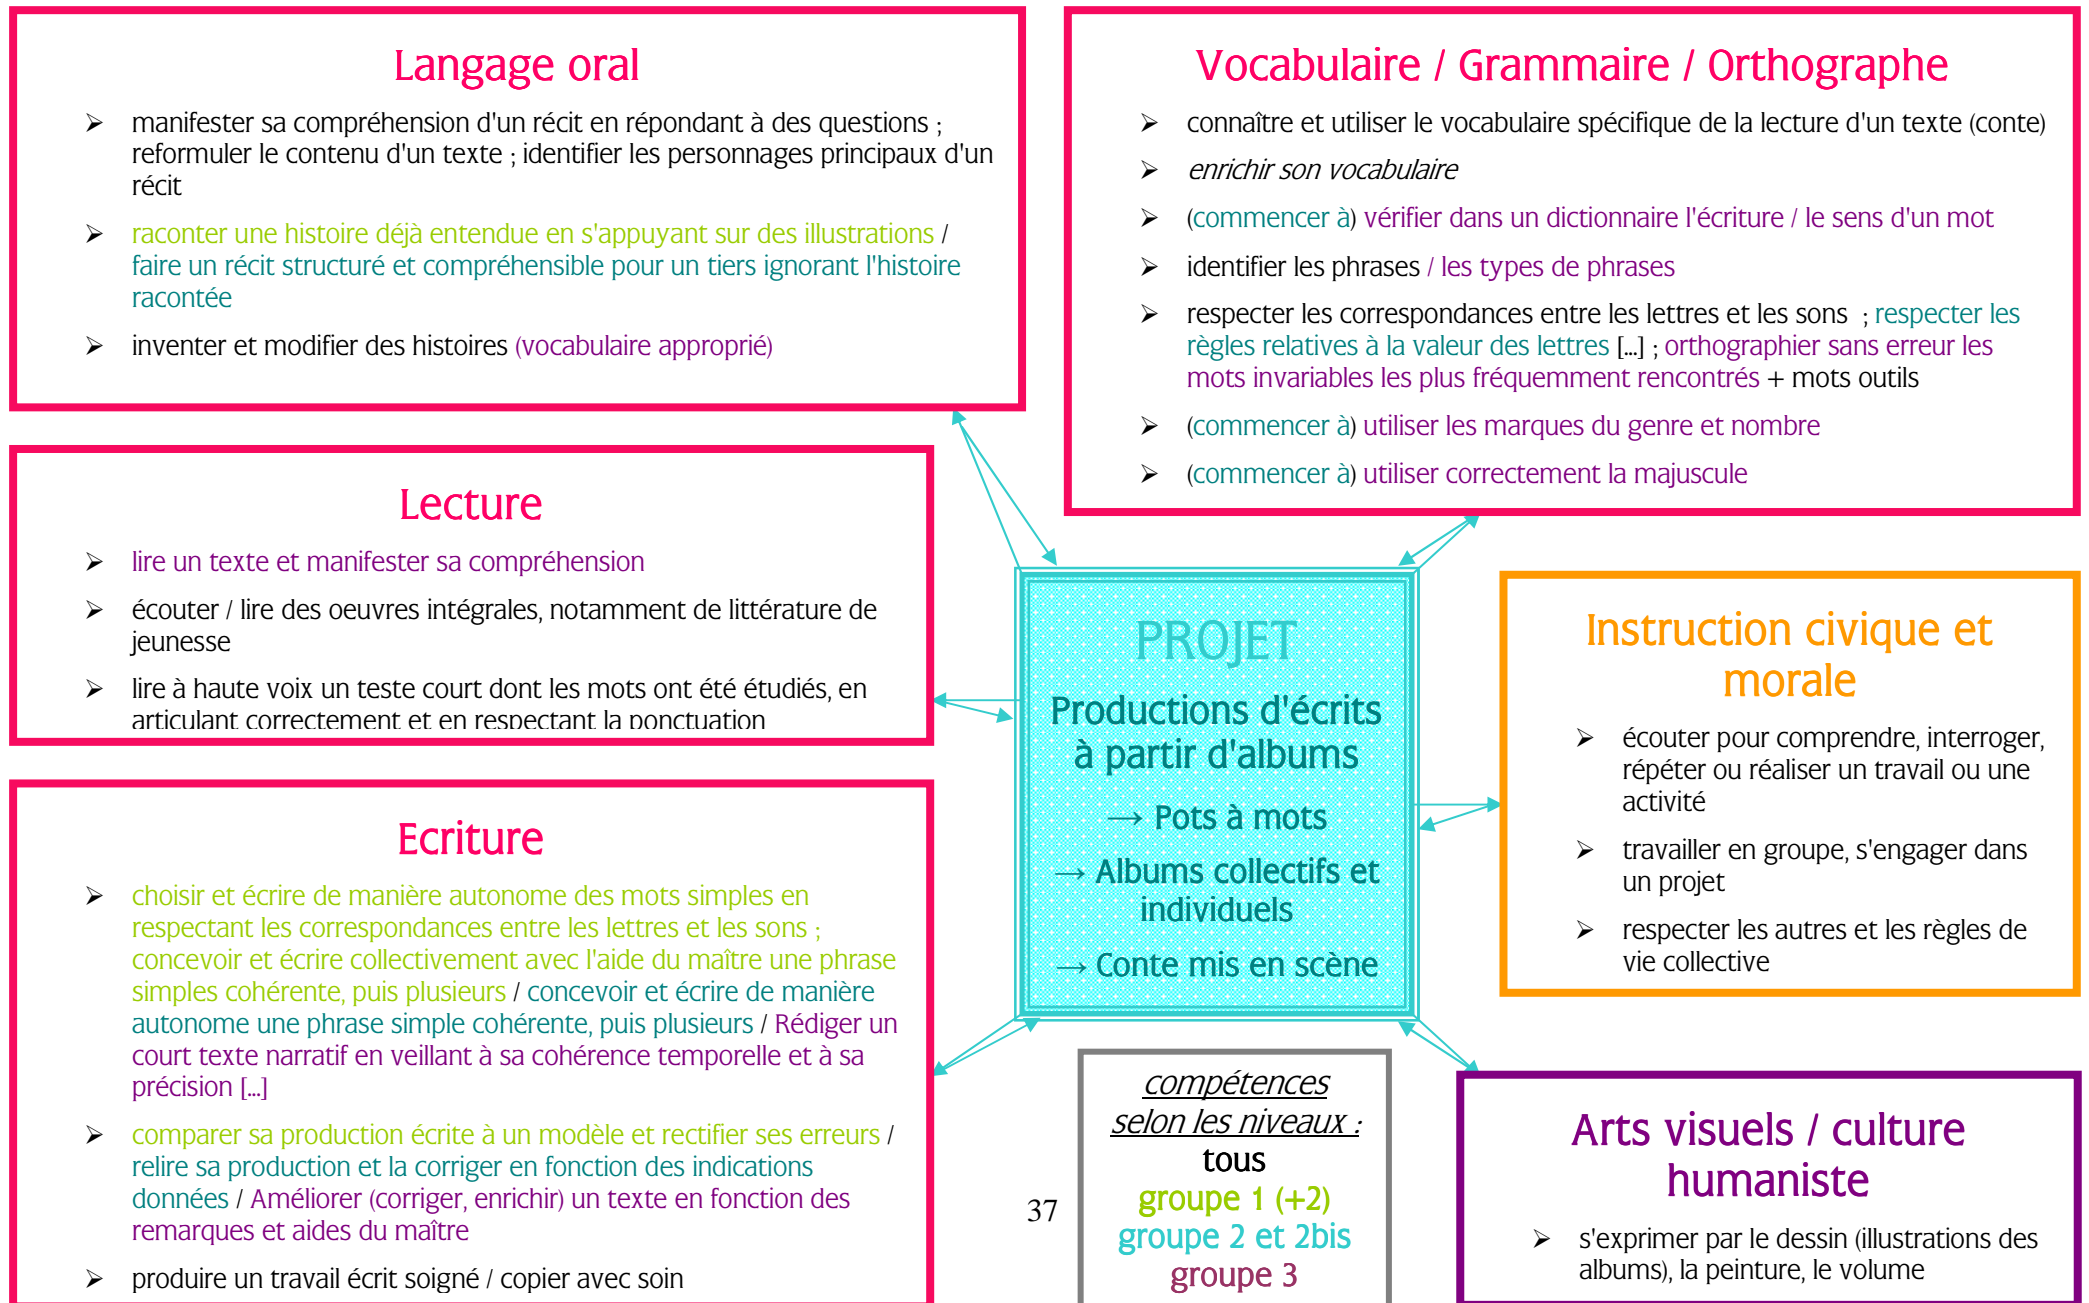 Langage oral
➢ manifester sa compréhension d'un récit en répondant à des questions ;
reformuler le contenu d'un texte ; identifier les personnages principaux d'un
récit
➢ raconter une histoire déjà entendue en s'appuyant sur des illustrations /
faire un récit structuré et compréhensible pour un tiers ignorant l'histoire
racontée
➢ inventer et modifier des histoires (vocabulaire approprié)
Vocabulaire / Grammaire / Orthographe
➢ connaître et utiliser le vocabulaire spécifique de la lecture d'un texte (conte)
➢ enrichir son vocabulaire
➢ (commencer à) vérifier dans un dictionnaire l'écriture / le sens d'un mot
➢ identifier les phrases / les types de phrases
➢ respecter les correspondances entre les lettres et les sons ; respecter les
règles relatives à la valeur des lettres [...] ; orthographier sans erreur les
mots invariables les plus fréquemment rencontrés + mots outils
➢ (commencer à) utiliser les marques du genre et nombre
➢ (commencer à) utiliser correctement la majuscule
Lecture
➢ lire un texte et manifester sa compréhension
➢ écouter / lire des oeuvres intégrales, notamment de littérature de
jeunesse
➢ lire à haute voix un teste court dont les mots ont été étudiés, en
articulant correctement et en respectant la ponctuation
PROJET
Productions d'écrits
à partir d'albums
→ Pots à mots
→ Albums collectifs et
individuels
→ Conte mis en scène
Instruction civique et
morale
➢ écouter pour comprendre, interroger,
répéter ou réaliser un travail ou une
activité
➢ travailler en groupe, s'engager dans
un projet
➢ respecter les autres et les règles de
vie collective
Ecriture
➢ choisir et écrire de manière autonome des mots simples en
respectant les correspondances entre les lettres et les sons ;
concevoir et écrire collectivement avec l'aide du maître une phrase
simples cohérente, puis plusieurs / concevoir et écrire de manière
autonome une phrase simple cohérente, puis plusieurs / Rédiger un
court texte narratif en veillant à sa cohérence temporelle et à sa
précision [...]
➢ comparer sa production écrite à un modèle et rectifier ses erreurs /
relire sa production et la corriger en fonction des indications
données / Améliorer (corriger, enrichir) un texte en fonction des
remarques et aides du maître
➢ produire un travail écrit soigné / copier avec soin
37
compétences
selon les niveaux :
tous
groupe 1 (+2)
groupe 2 et 2bis
groupe 3
Arts visuels / culture
humaniste
➢ s'exprimer par le dessin (illustrations des
albums), la peinture, le volume